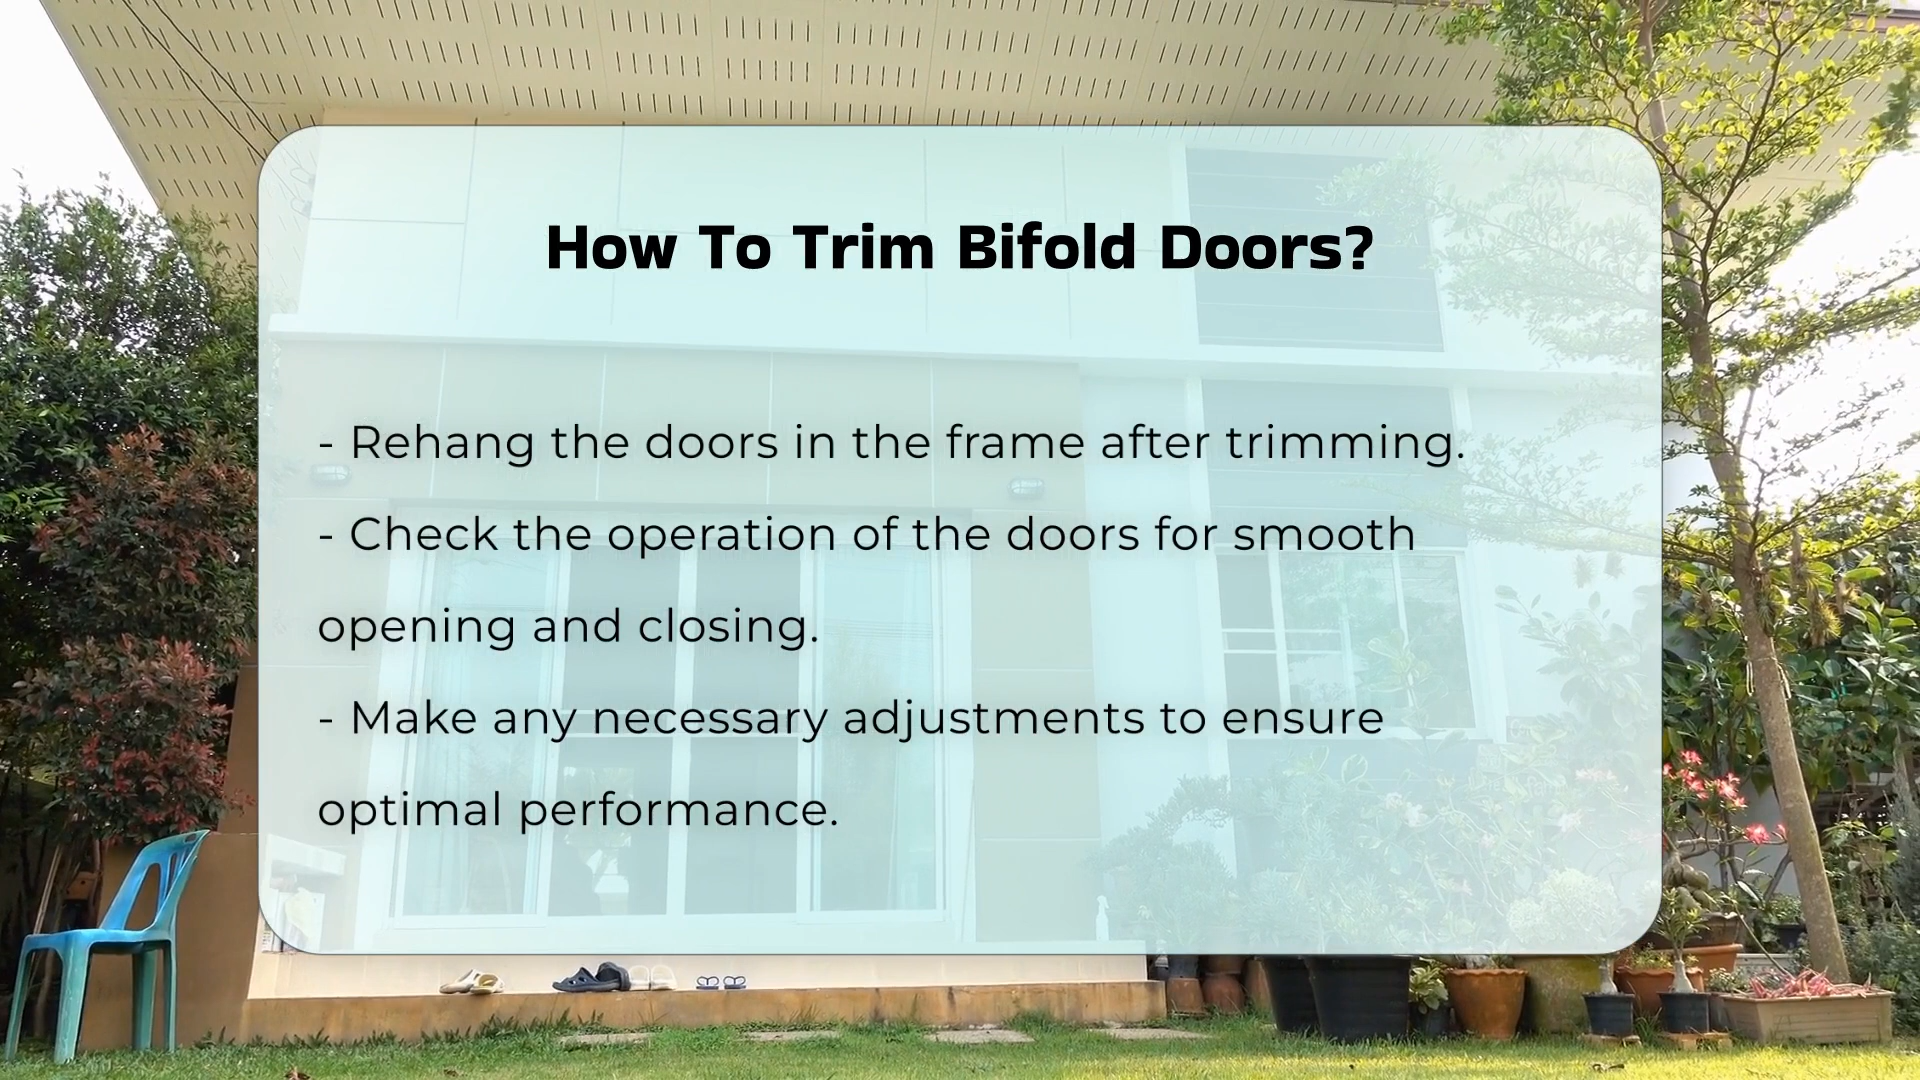 How To Trim Bifold Doors?
- Rehang the doors in the frame after trimming.
- Check the operation of the doors for smooth
opening and closing.
- Make any necessary adjustments to ensure
optimal performance.